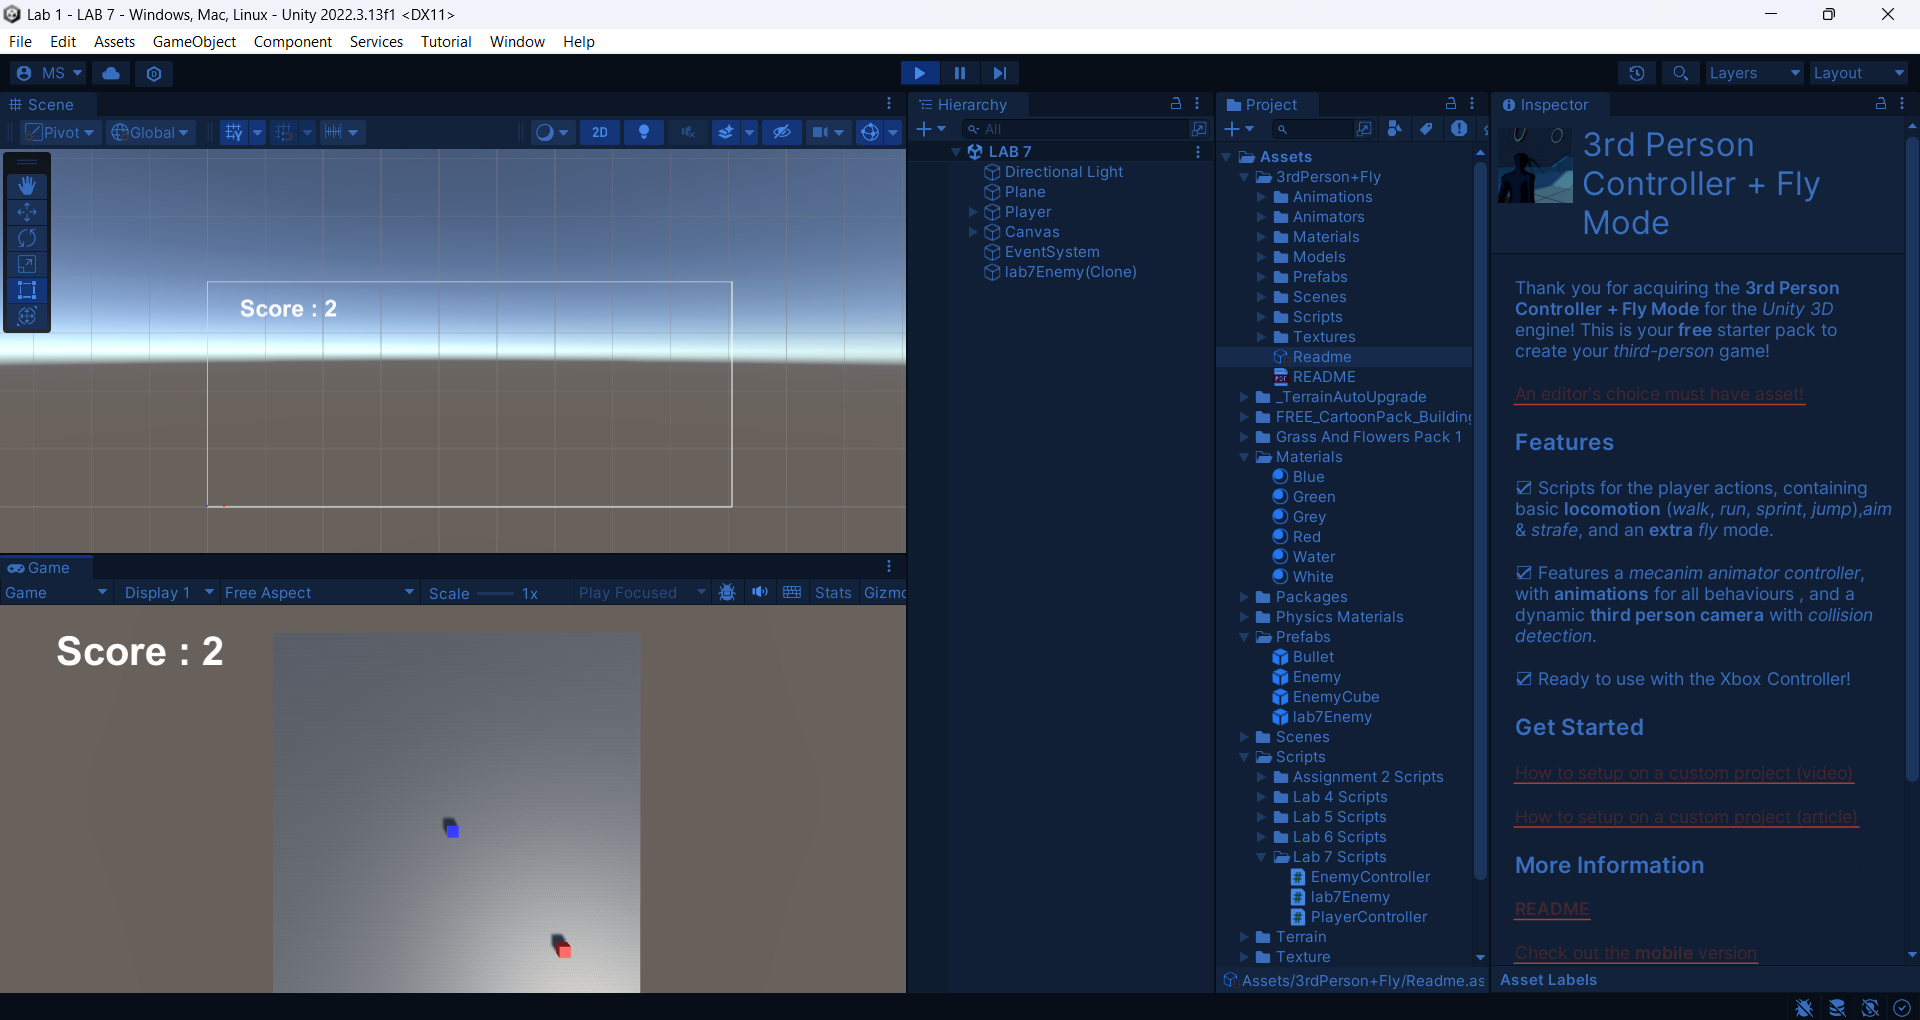 Lab 1 - LAB 7 - Windows, Mac, Linux - Unity 2022.3.13f1 <DX11>
File Edit Assets GameObject Component Services Tutorial Window Help
MS Layers Layout
Scene
Pivot Global 2D
Score : 2
Game
Game Display 1 Free Aspect Scale 1x Play Focused Stats Gizmo
Score : 2
Hierarchy
All
LAB 7
Directional Light
Plane
Player
Canvas
EventSystem
lab7Enemy(Clone)
Project
Assets
3rdPerson+Fly
Animations
Animators
Materials
Models
Prefabs
Scenes
Scripts
Textures
Readme
README
_TerrainAutoUpgrade
FREE_CartoonPack_Building
Grass And Flowers Pack 1
Materials
Blue
Green
Grey
Red
Water
White
Packages
Physics Materials
Prefabs
Bullet
Enemy
EnemyCube
lab7Enemy
Scenes
Scripts
Assignment 2 Scripts
Lab 4 Scripts
Lab 5 Scripts
Lab 6 Scripts
Lab 7 Scripts
EnemyController
lab7Enemy
PlayerController
Terrain
Texture
Assets/3rdPerson+Fly/Readme.as
Inspector
3rd Person
Controller + Fly
Mode
Thank you for acquiring the 3rd Person
Controller + Fly Mode for the Unity 3D
engine! This is your free starter pack to
create your third-person game!
An editor's choice must have asset!
Features
☑ Scripts for the player actions, containing
basic locomotion (walk, run, sprint, jump),aim
& strafe, and an extra fly mode.
☑ Features a mecanim animator controller,
with animations for all behaviours , and a
dynamic third person camera with collision
detection.
☑ Ready to use with the Xbox Controller!
Get Started
How to setup on a custom project (video)
How to setup on a custom project (article)
More Information
README
Check out the mobile version
Asset Labels